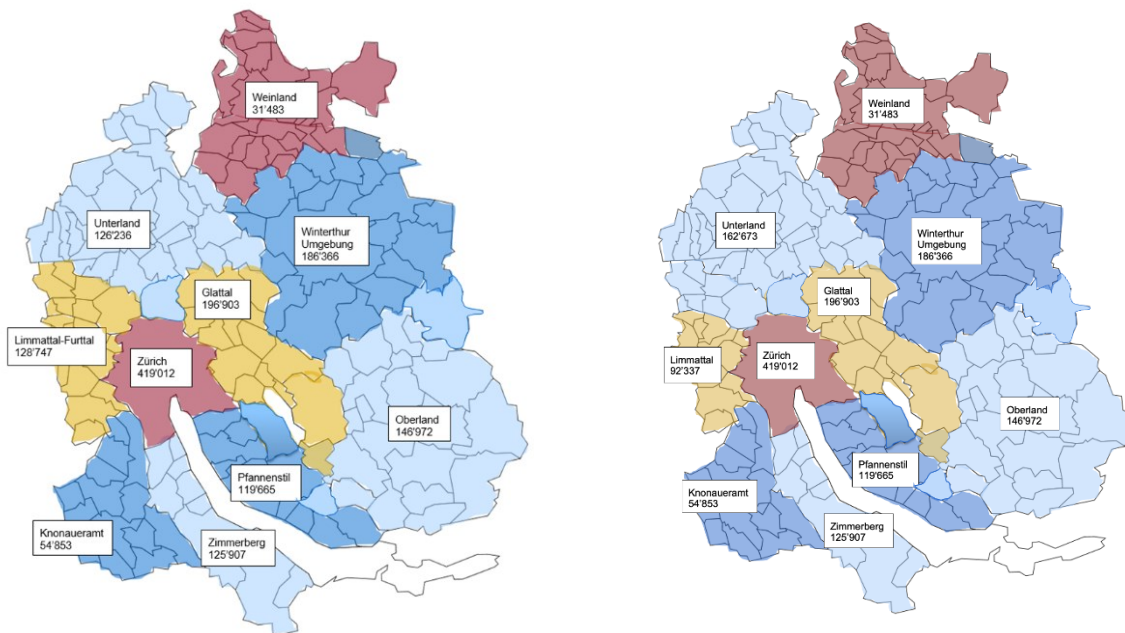 Weinland
31'483
Unterland
126'236
Winterthur
Umgebung
186'366
Glattal
196'903
Limmattal-Furttal
128'747
Zürich
419'012
Oberland
146'972
Pfannenstil
119'665
Knonaueramt
54'853
Zimmerberg
125'907
Weinland
31'483
Unterland
162'673
Winterthur
Umgebung
186'366
Glattal
196'903
Limmattal
92'337
Zürich
419'012
Oberland
146'972
Pfannenstil
119'665
Knonaueramt
54'853
Zimmerberg
125'907